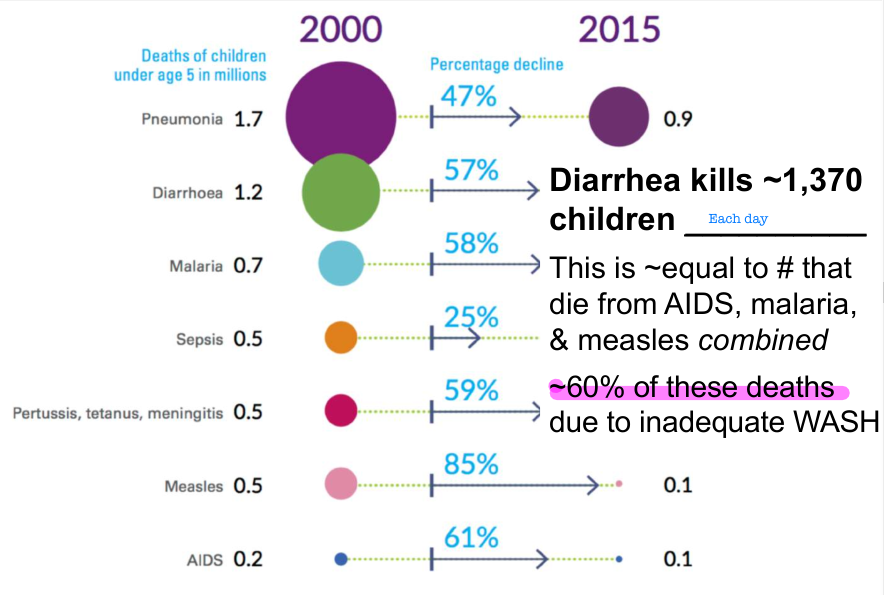 2000
2015
Deaths of children
under age 5 in millions
Percentage decline
Pneumonia 1.7
47%
0.9
Diarrhoea 1.2
57%
Diarrhea kills ~1,370
children Each day
Malaria 0.7
58%
This is ~equal to # that
die from AIDS, malaria,
& measles combined
Sepsis 0.5
25%
Pertussis, tetanus, meningitis 0.5
59%
~60% of these deaths
due to inadequate WASH
Measles 0.5
85%
0.1
AIDS 0.2
61%
0.1